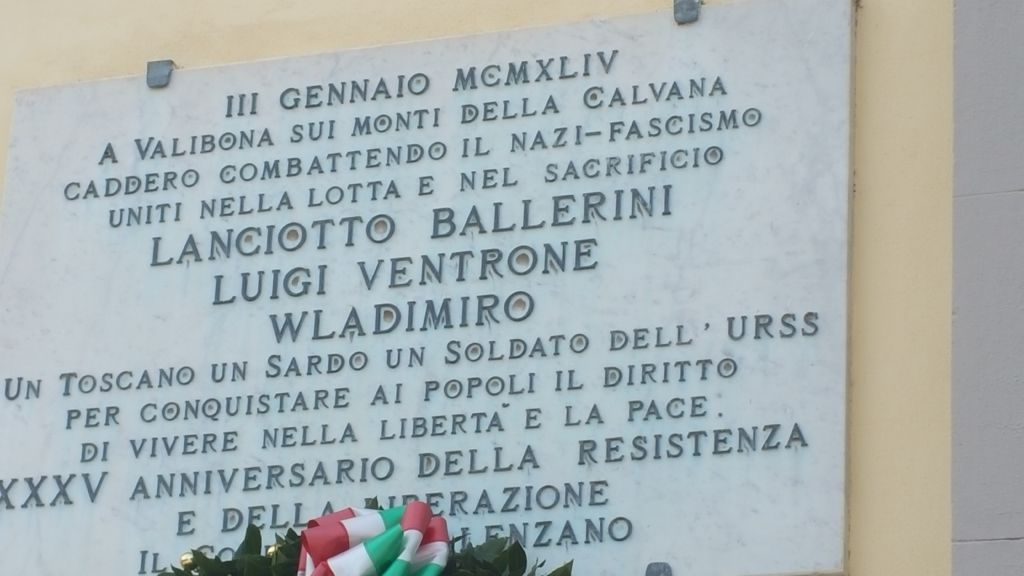 III GENNAIO MCMXLIV
A VALIBONA SUI MONTI DELLA CALVANA
CADDERO COMBATTENDO IL NAZI-FASCISMO
UNITI NELLA LOTTA E NEL SACRIFICIO
LANCIOTTO BALLERINI
LUIGI VENTRONE
WLADIMIRO
UN TOSCANO UN SARDO UN SOLDATO DELL' URSS
PER CONQUISTARE AI POPOLI IL DIRITTO
DI VIVERE NELLA LIBERTÀ E LA PACE.
XXXV ANNIVERSARIO DELLA RESISTENZA
E DELLA LIBERAZIONE
IL